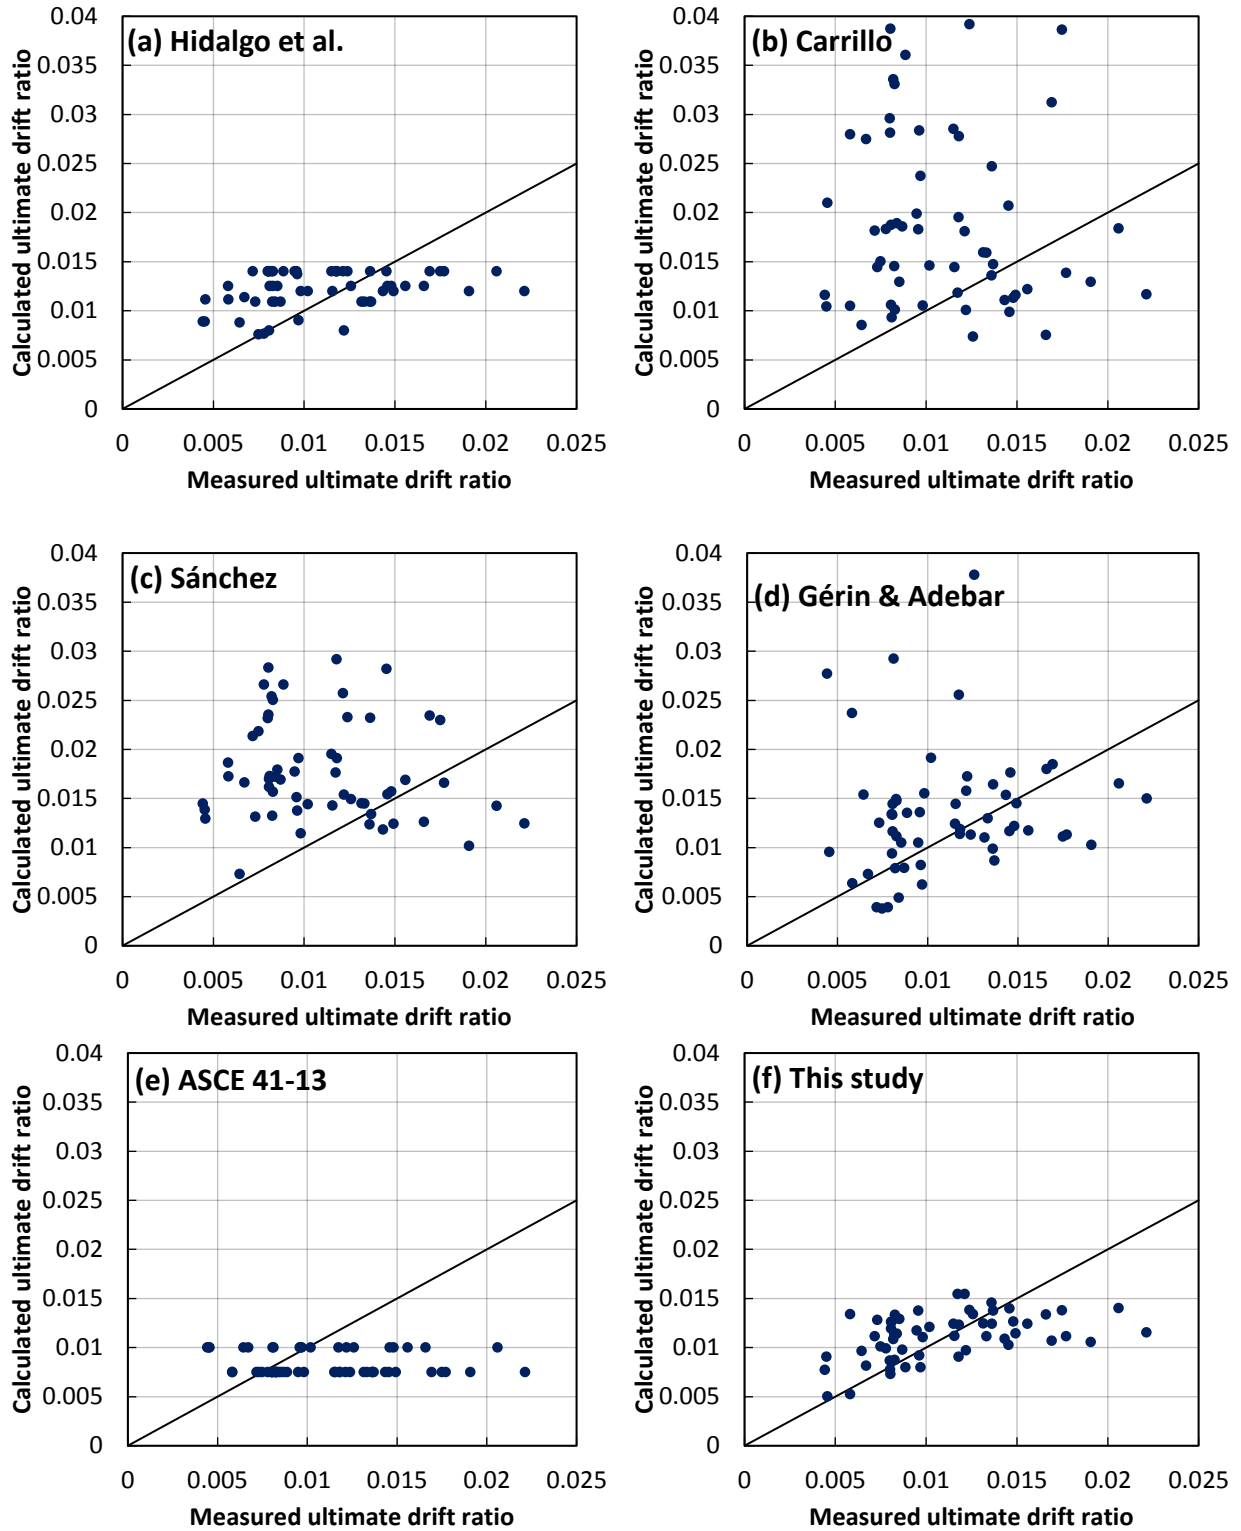 (a) Hidalgo et al.
Calculated ultimate drift ratio
0.04
0.035
0.03
0.025
0.02
0.015
0.01
0.005
0
0 0.005 0.01 0.015 0.02 0.025
Measured ultimate drift ratio
(b) Carrillo
Calculated ultimate drift ratio
0.04
0.035
0.03
0.025
0.02
0.015
0.01
0.005
0
0 0.005 0.01 0.015 0.02 0.025
Measured ultimate drift ratio
(c) Sánchez
Calculated ultimate drift ratio
0.04
0.035
0.03
0.025
0.02
0.015
0.01
0.005
0
0 0.005 0.01 0.015 0.02 0.025
Measured ultimate drift ratio
(d) Gérin & Adebar
Calculated ultimate drift ratio
0.04
0.035
0.03
0.025
0.02
0.015
0.01
0.005
0
0 0.005 0.01 0.015 0.02 0.025
Measured ultimate drift ratio
(e) ASCE 41-13
Calculated ultimate drift ratio
0.04
0.035
0.03
0.025
0.02
0.015
0.01
0.005
0
0 0.005 0.01 0.015 0.02 0.025
Measured ultimate drift ratio
(f) This study
Calculated ultimate drift ratio
0.04
0.035
0.03
0.025
0.02
0.015
0.01
0.005
0
0 0.005 0.01 0.015 0.02 0.025
Measured ultimate drift ratio